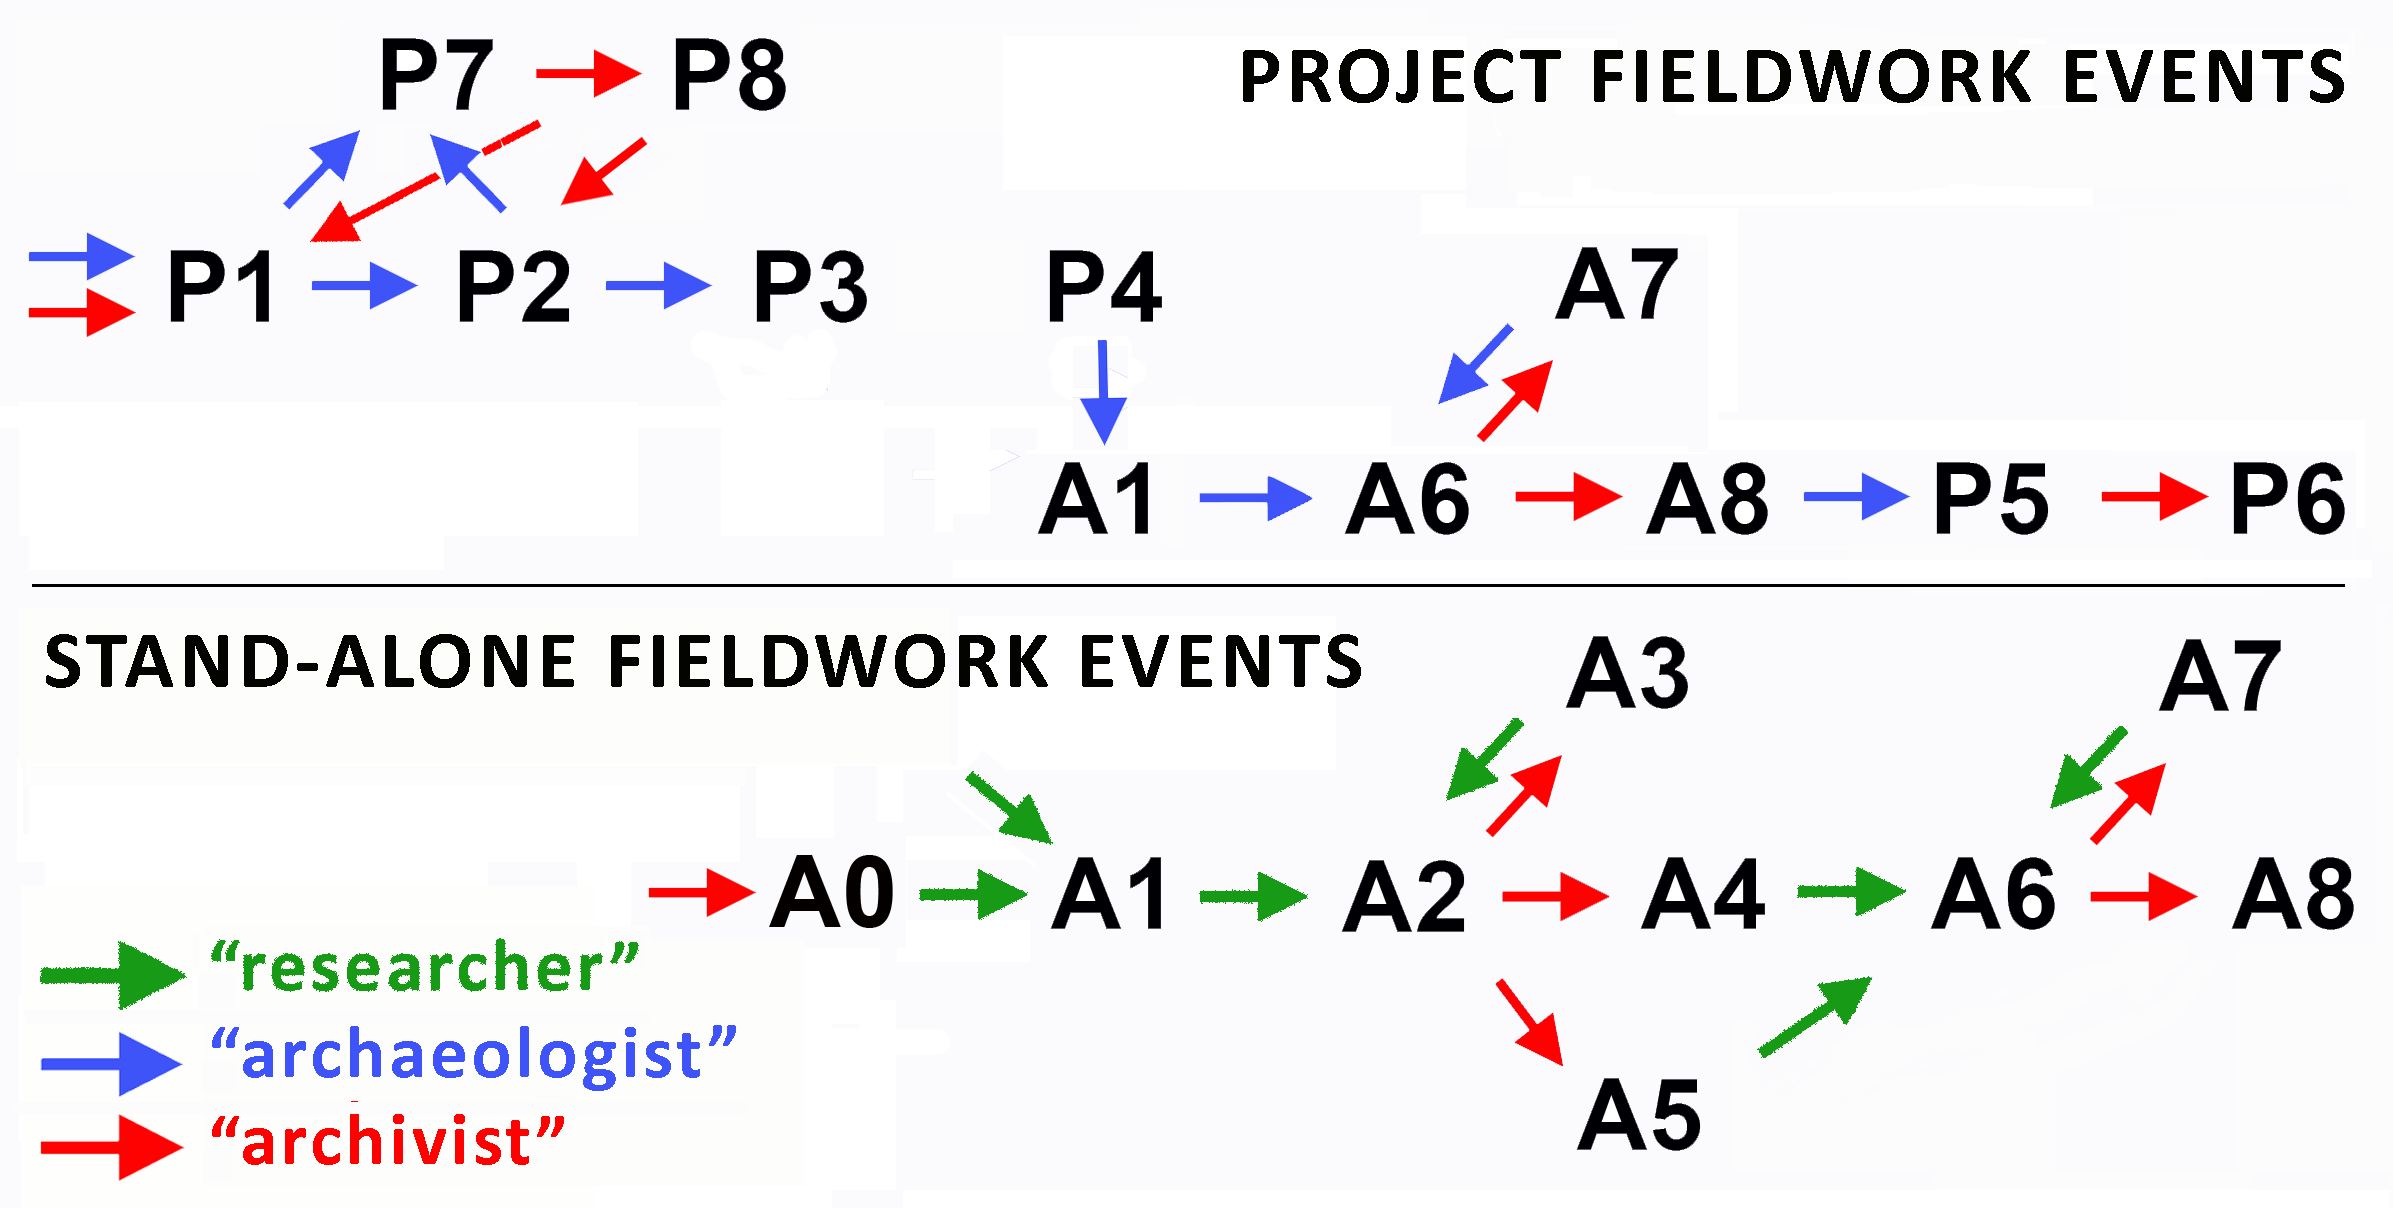 P7 P8 PROJECT FIELDWORK EVENTS
P1 P2 P3 P4 A7
A1 A6 A8 P5 P6
STAND-ALONE FIELDWORK EVENTS A3 A7
A0 A1 A2 A4 A6 A8
“researcher”
“archaeologist”
A5
“archivist”